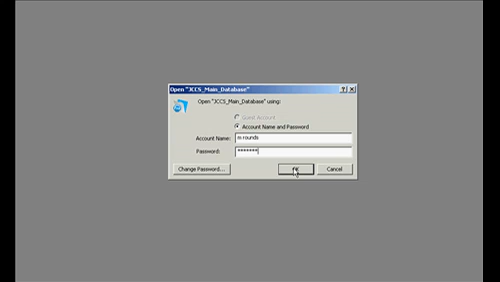 Open "JCCS_Main_Database"
Open "JCCS_Main_Database" using:
Guest Account
Account Name and Password
Account Name: m-rounds
Password: *******
Change Password... OK Cancel